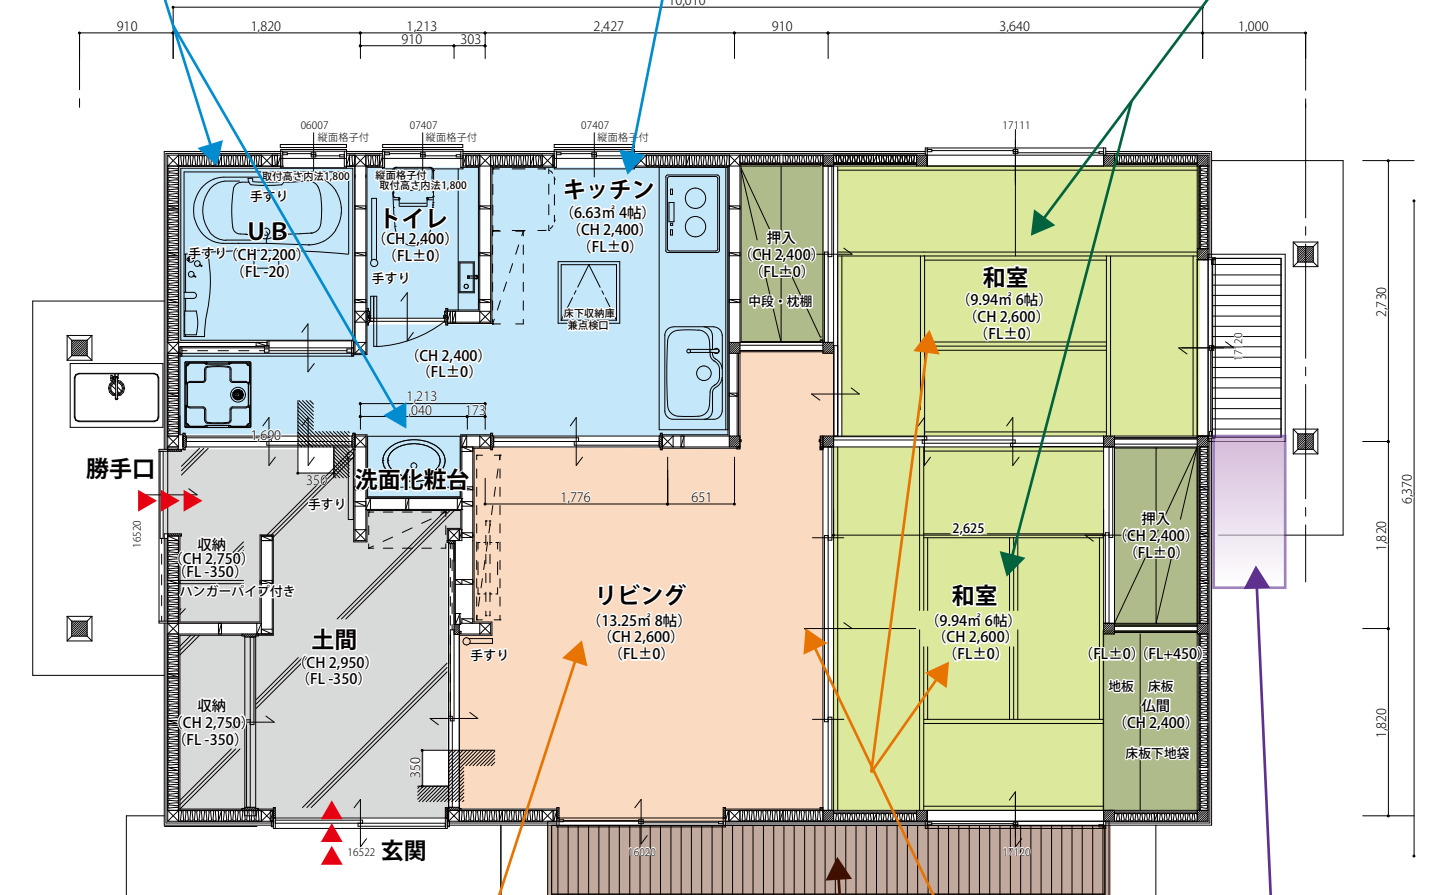 10,010
910
1,820
1,213
2,427
910
3,640
1,000
910
303
06007
縦面格子付
07407
縦面格子付
07407
縦面格子付
17111
取付高さ内法1,800
手すり
UB
手すり
(CH 2,200)
(FL -20)
縦面格子付
取付高さ内法1,800
トイレ
(CH 2,400)
(FL±0)
手すり
キッチン
(6.63㎡ 4帖)
(CH 2,400)
(FL±0)
床下収納庫
兼点検口
押入
(CH 2,400)
(FL±0)
中段・枕棚
和室
(9.94㎡ 6帖)
(CH 2,600)
(FL±0)
2,730
17120
(CH 2,400)
(FL±0)
1,213
1,040
173
1,690
勝手口
350
洗面化粧台
手すり
16520
1,776
651
6,370
2,625
押入
(CH 2,400)
(FL±0)
1,820
収納
(CH 2,750)
(FL -350)
ハンガーパイプ付き
土間
(CH 2,950)
(FL -350)
リビング
(13.25㎡ 8帖)
(CH 2,600)
(FL±0)
手すり
和室
(9.94㎡ 6帖)
(CH 2,600)
(FL±0)
(FL±0)
(FL+450)
地板
床板
仏間
(CH 2,400)
床板下地袋
1,820
収納
(CH 2,750)
(FL -350)
350
16522
玄関
16020
17120